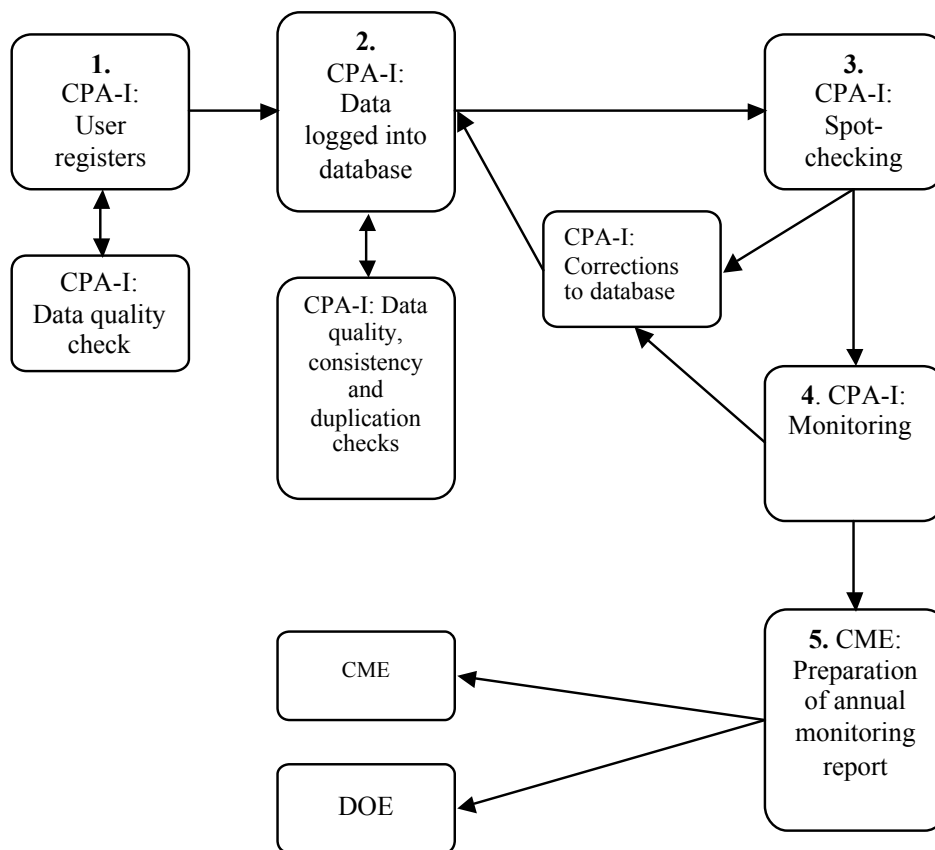 1.
CPA-I:
User
registers
2.
CPA-I:
Data
logged into
database
3.
CPA-I:
Spot-
checking
CPA-I:
Data quality
check
CPA-I: Data
quality,
consistency
and
duplication
checks
CPA-I:
Corrections
to database
4. CPA-I:
Monitoring
5. CME:
Preparation
of annual
monitoring
report
CME
DOE